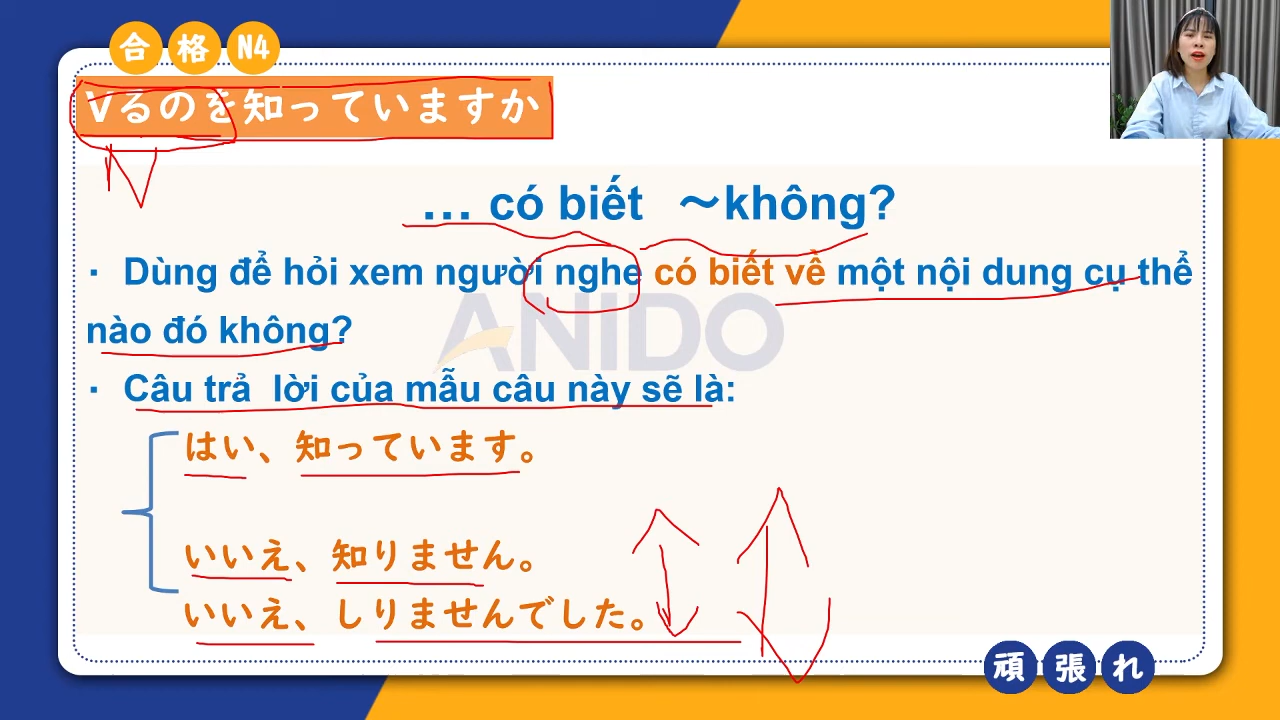 合格N4
Vるのを知っていますか
N
... có biết ～không?
· Dùng để hỏi xem người nghe có biết về một nội dung cụ thể
nào đó không?
ANIDO
· Câu trả lời của mẫu câu này sẽ là:
はい、知っています。
いいえ、知りません。
いいえ、しりませんでした。
頑張れ